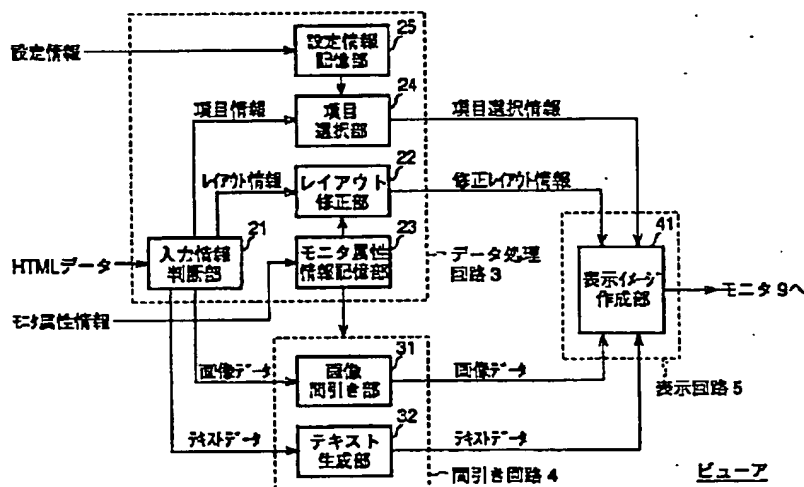 設定情報
25
設定情報
記憶部
24
項目情報
項目
選択部
項目選択情報
22
レイアウト情報
レイアウト
修正部
修正レイアウト情報
21
23
41
HTMLデータ
入力情報
判断部
モニタ属性
情報記憶部
データ処理
回路3
表示イメージ
作成部
モニタ9へ
モニタ属性情報
31
画像データ
画像
間引き部
画像データ
表示回路5
32
テキストデータ
テキスト
生成部
テキストデータ
間引き回路4
ビューア